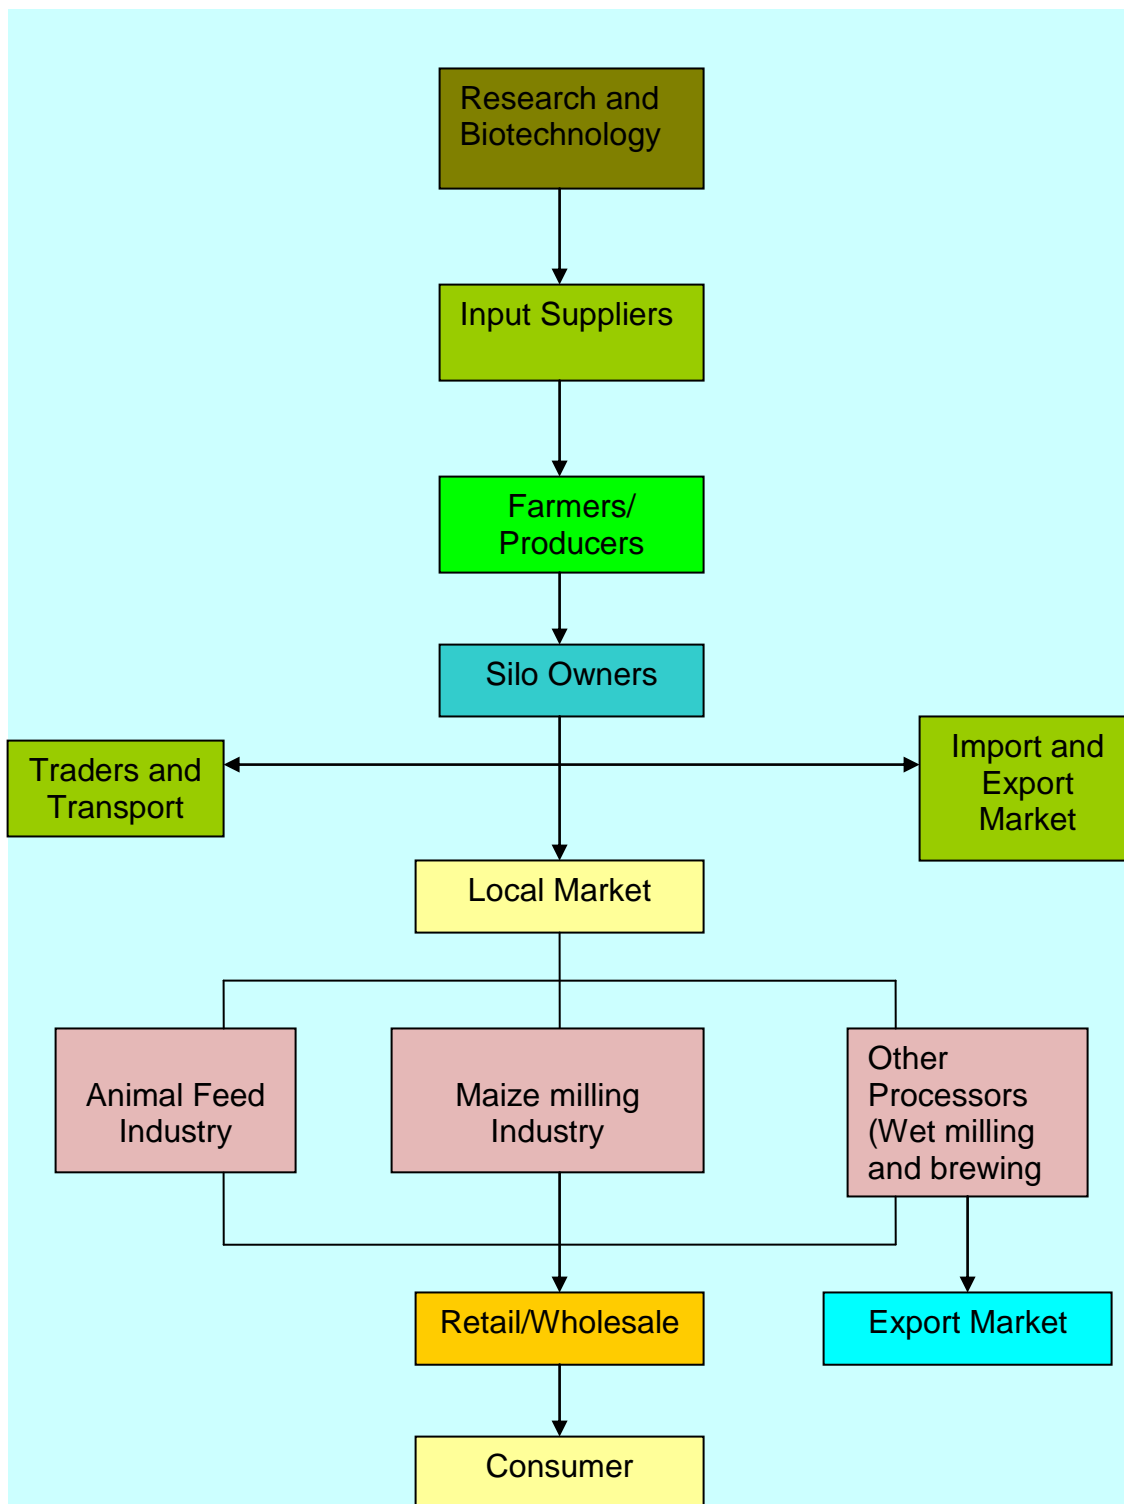 Research and
Biotechnology
Input Suppliers
Farmers/
Producers
Silo Owners
Traders and
Transport
Import and
Export
Market
Local Market
Animal Feed
Industry
Maize milling
Industry
Other
Processors
(Wet milling
and brewing
Retail/Wholesale
Export Market
Consumer